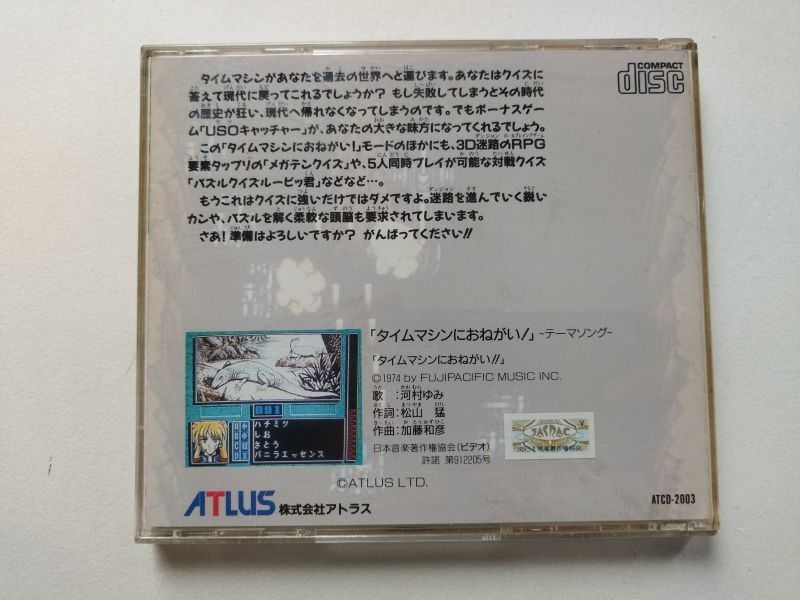 COMPACT
disc
タイムマシンがあなたを過去の世界へと運びます。あなたはクイズに
答えて現代に戻ってこれるでしょうか？ もし失敗してしまうとその時代
の歴史が狂い、現代へ帰れなくなってしまうのです。でもボーナスゲー
ム「USOキャッチャー」が、あなたの大きな味方になってくれるでしょう。
この「タイムマシンにおねがい!」モードのほかにも、3D迷路のRPG
要素タップリの「メガテンクイズ」や、5人同時プレイが可能な対戦クイズ
「パズルクイズ・ルービッ君」などなど…。
もうこれはクイズに強いだけではダメですよ。迷路を進んでいく鋭い
カンや、パズルを解く柔軟な頭脳も要求されてしまいます。
さあ! 準備はよろしいですか？ がんばってください!!
「タイムマシンにおねがい!」 ~テーマソング~
「タイムマシンにおねがい!!」
©1974 by FUJIPACIFIC MUSIC INC.
歌 :河村ゆみ
作詞:松山 猛
作曲:加藤和彦
日本音楽著作権協会(ビデオ)
許諾 第912205号
JASRAC
091
A ハチミツ
B しお
C さとう
D バニラエッセンス
©ATLUS LTD.
ATLUS 株式会社アトラス
ATCD-2003